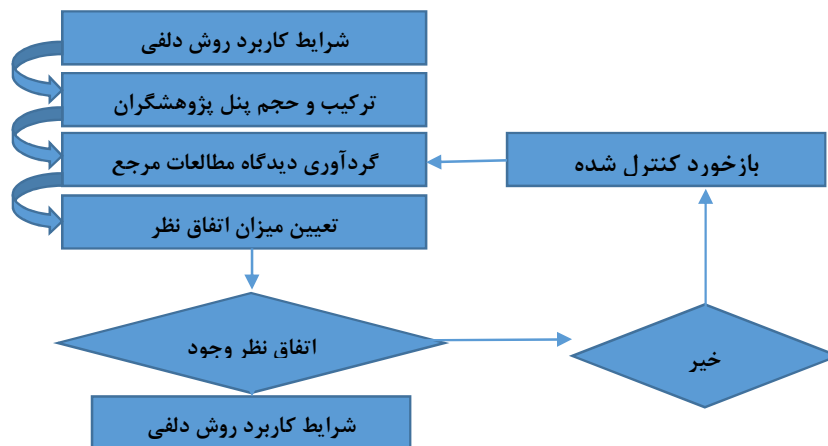 شرایط کاربرد روش دلفی
ترکیب و حجم پنل پژوهشگران
گردآوری دیدگاه مطالعات مرجع
بازخورد کنترل شده
تعیین میزان اتفاق نظر
اتفاق نظر وجود
خیر
شرایط کاربرد روش دلفی